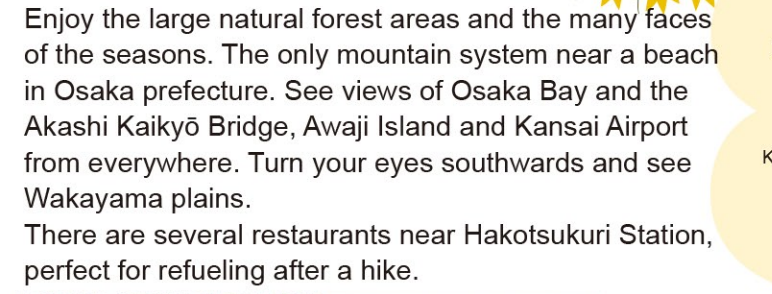 Enjoy the large natural forest areas and the many faces
of the seasons. The only mountain system near a beach
in Osaka prefecture. See views of Osaka Bay and the
Akashi Kaikyō Bridge, Awaji Island and Kansai Airport
from everywhere. Turn your eyes southwards and see
Wakayama plains.
There are several restaurants near Hakotsukuri Station,
perfect for refueling after a hike.
K